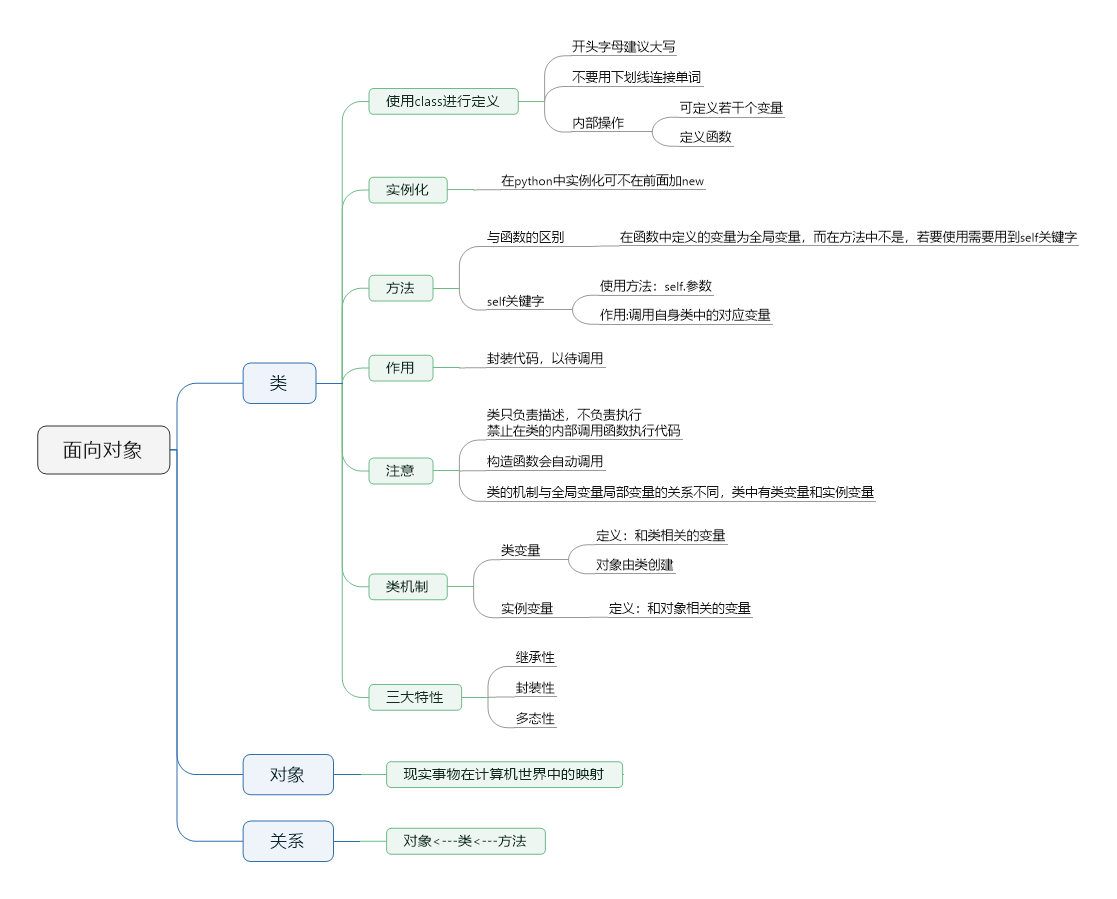 面向对象
类
使用class进行定义
开头字母建议大写
不要用下划线连接单词
内部操作
可定义若干个变量
定义函数
实例化
在python中实例化可不在前面加new
方法
与函数的区别
在函数中定义的变量为全局变量，而在方法中不是，若要使用需要用到self关键字
self关键字
使用方法：self.参数
作用:调用自身类中的对应变量
作用
封装代码，以待调用
注意
类只负责描述，不负责执行
禁止在类的内部调用函数执行代码
构造函数会自动调用
类的机制与全局变量局部变量的关系不同，类中有类变量和实例变量
类机制
类变量
定义：和类相关的变量
对象由类创建
实例变量
定义：和对象相关的变量
三大特性
继承性
封装性
多态性
对象
现实事物在计算机世界中的映射
关系
对象<---类<---方法